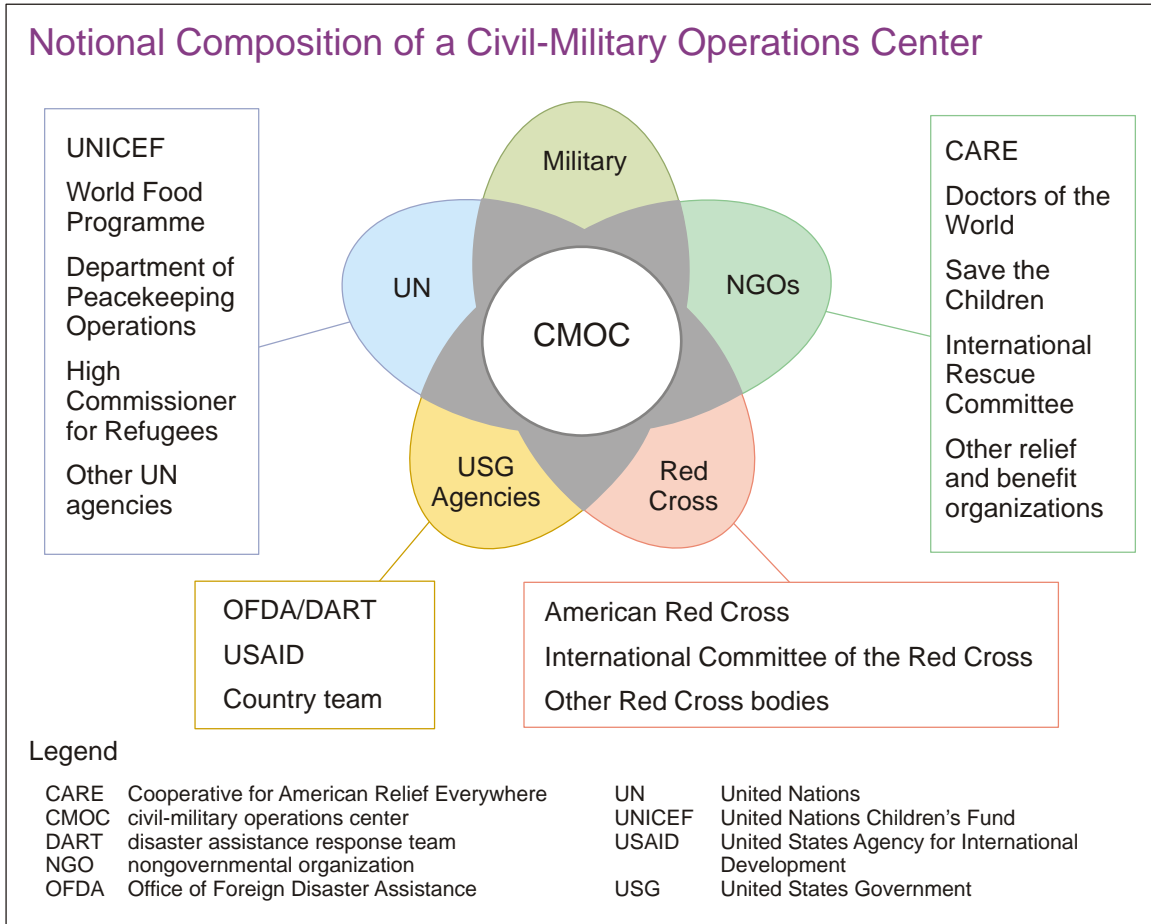 Notional Composition of a Civil-Military Operations Center
UNICEF
World Food
Programme
Department of
Peacekeeping
Operations
High
Commissioner
for Refugees
Other UN
agencies
Military
UN
NGOs
CMOC
USG
Agencies
Red
Cross
CARE
Doctors of the
World
Save the
Children
International
Rescue
Committee
Other relief
and benefit
organizations
OFDA/DART
USAID
Country team
American Red Cross
International Committee of the Red Cross
Other Red Cross bodies
Legend
CARE Cooperative for American Relief Everywhere
CMOC civil-military operations center
DART disaster assistance response team
NGO nongovernmental organization
OFDA Office of Foreign Disaster Assistance
UN United Nations
UNICEF United Nations Children's Fund
USAID United States Agency for International
Development
USG United States Government